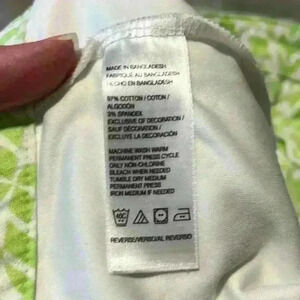 MADE IN BANGLADESH
FABRIQUÉ AU BANGLADESH
HECHO EN BANGLADESH
97% COTTON / COTON /
ALGODÓN
3% SPANDEX
EXCLUSIVE OF DECORATION /
SAUF DÉCORATION /
EXCLUYE LA DECORACIÓN
MACHINE WASH WARM
PERMANENT PRESS CYCLE
ONLY NON-CHLORINE
BLEACH WHEN NEEDED
TUMBLE DRY MEDIUM
PERMANENT PRESS
IRON MEDIUM IF NEEDED
40C
REVERSE/VERSO/AL REVERSO